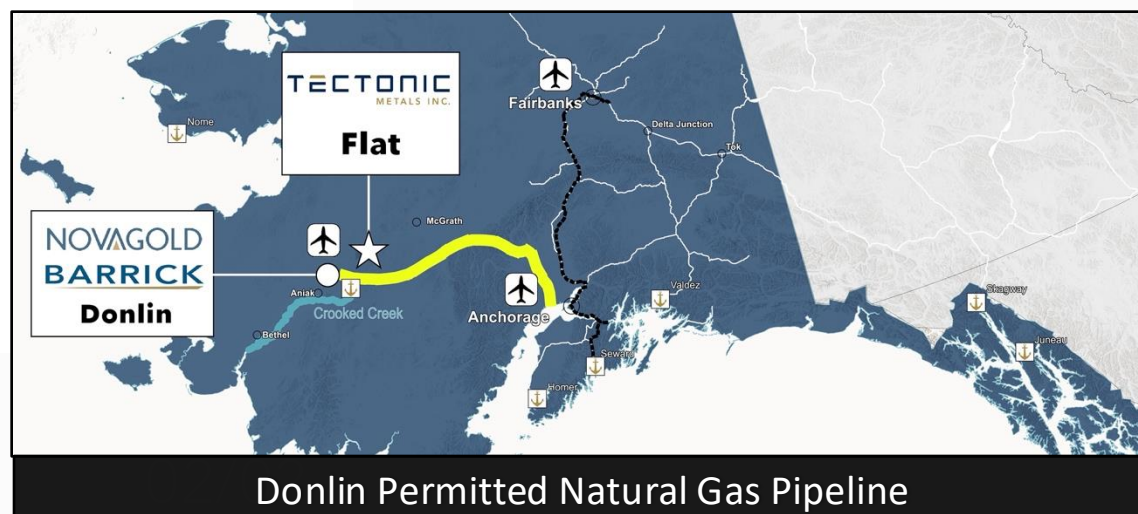 TECTONIC
METALS INC.
Flat
Nome
Fairbanks
Delta Junction
Tok
McGrath
NOVAGOLD
BARRICK
Donlin
Aniak
Crooked Creek
Bethel
Anchorage
Valdez
Seward
Homer
Skagway
Juneau
Donlin Permitted Natural Gas Pipeline